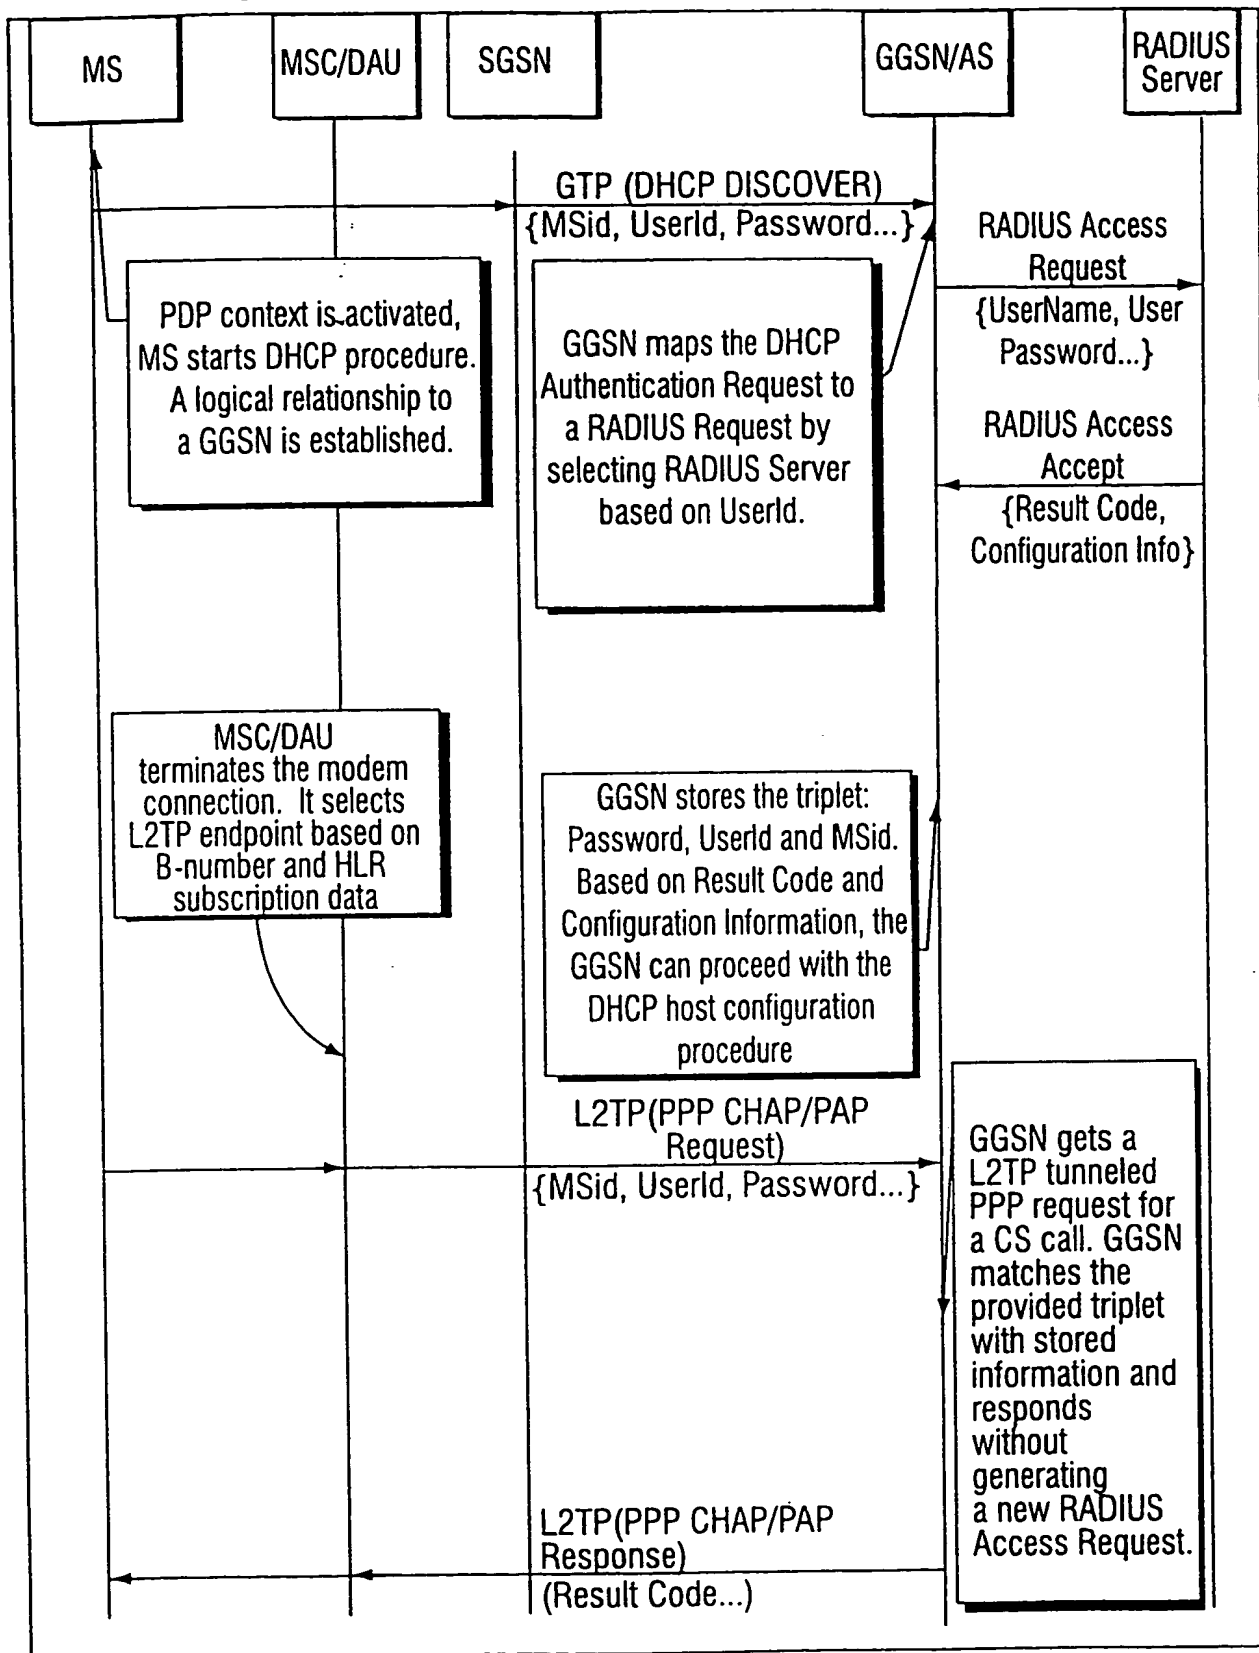 MS
MSC/DAU
SGSN
GGSN/AS
RADIUS
Server
GTP (DHCP DISCOVER)
{MSid, UserId, Password...}
RADIUS Access
Request
{UserName, User
Password...}
PDP context is activated,
MS starts DHCP procedure.
A logical relationship to
a GGSN is established.
GGSN maps the DHCP
Authentication Request to
a RADIUS Request by
selecting RADIUS Server
based on UserId.
RADIUS Access
Accept
{Result Code,
Configuration Info}
MSC/DAU
terminates the modem
connection. It selects
L2TP endpoint based on
B-number and HLR
subscription data
GGSN stores the triplet:
Password, UserId and MSid.
Based on Result Code and
Configuration Information, the
GGSN can proceed with the
DHCP host configuration
procedure
L2TP(PPP CHAP/PAP
Request)
{MSid, UserId, Password...}
GGSN gets a
L2TP tunneled
PPP request for
a CS call. GGSN
matches the
provided triplet
with stored
information and
responds
without
generating
a new RADIUS
Access Request.
L2TP(PPP CHAP/PAP
Response)
(Result Code...)